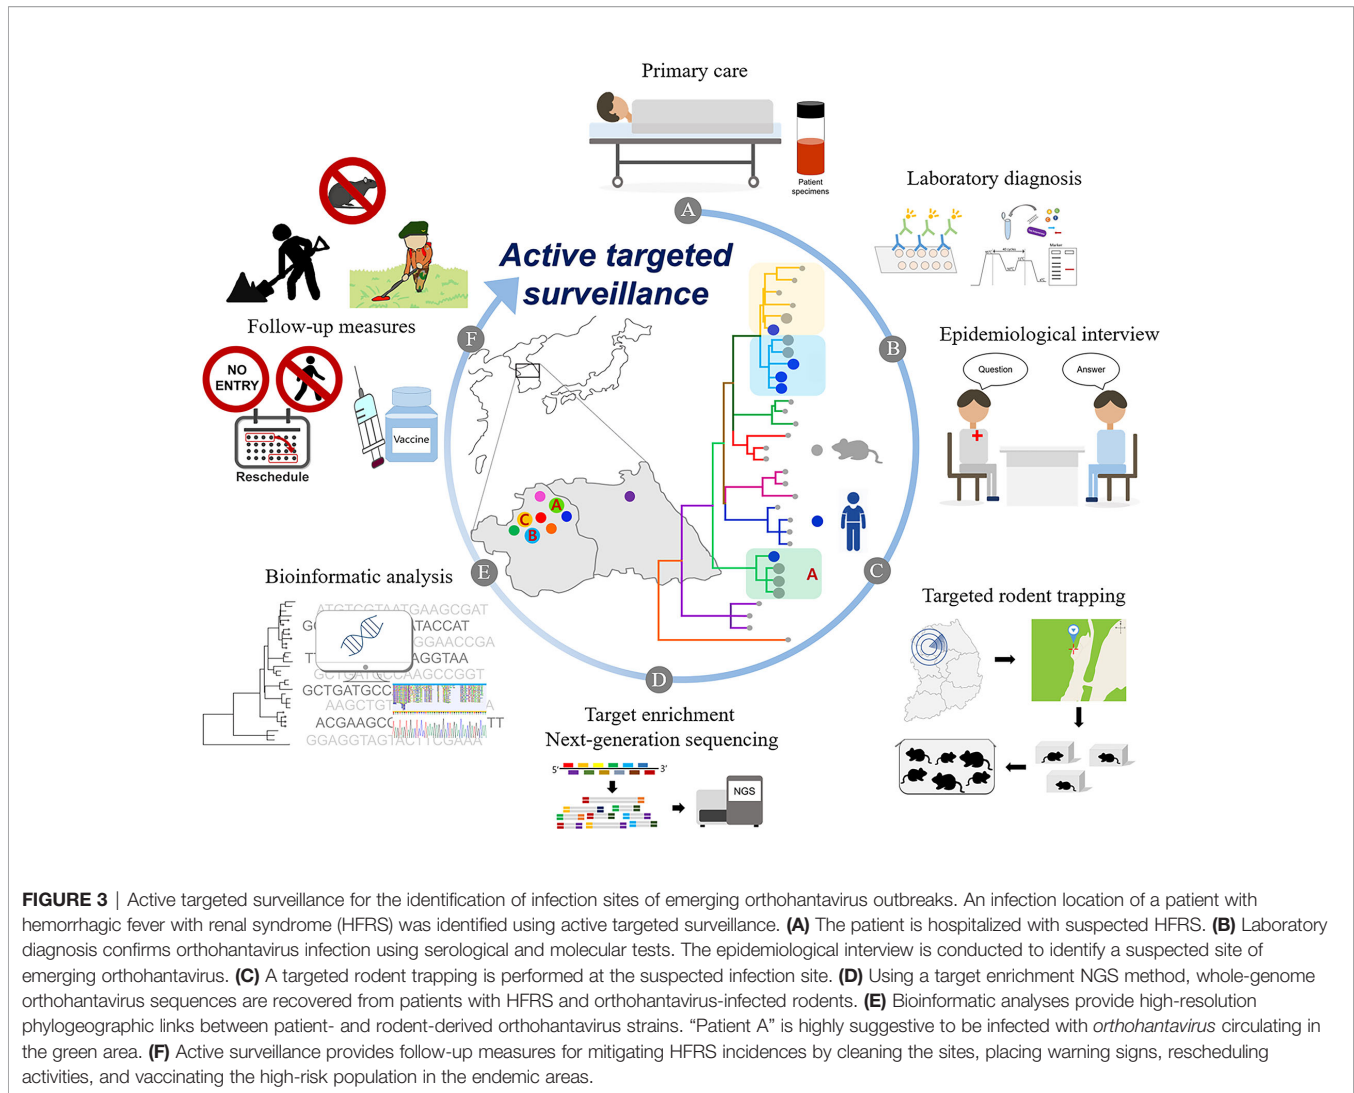 Primary care
Patient
specimens
Laboratory diagnosis
40 cycles
Marker
A
Active targeted
surveillance
Follow-up measures
F
B
Epidemiological interview
Question
Answer
NO
ENTRY
Reschedule
Vaccine
A
C
B
A
E
C
Bioinformatic analysis
ATGTCGTAATGAAGCGAT
GC
ATACCAT
GGAACCGA
T
AGGTAA
GCTGATGCCAAGCCGGT
GCTGATGCC
AAGCTGT
A
ACGAAGCC
TT
GGAGGTAGTACTTCGAAA
D
Target enrichment
Next-generation sequencing
5'
3'
NGS
Targeted rodent trapping
FIGURE 3 | Active targeted surveillance for the identification of infection sites of emerging orthohantavirus outbreaks. An infection location of a patient with
hemorrhagic fever with renal syndrome (HFRS) was identified using active targeted surveillance. (A) The patient is hospitalized with suspected HFRS. (B) Laboratory
diagnosis confirms orthohantavirus infection using serological and molecular tests. The epidemiological interview is conducted to identify a suspected site of
emerging orthohantavirus. (C) A targeted rodent trapping is performed at the suspected infection site. (D) Using a target enrichment NGS method, whole-genome
orthohantavirus sequences are recovered from patients with HFRS and orthohantavirus-infected rodents. (E) Bioinformatic analyses provide high-resolution
phylogeographic links between patient- and rodent-derived orthohantavirus strains. “Patient A” is highly suggestive to be infected with orthohantavirus circulating in
the green area. (F) Active surveillance provides follow-up measures for mitigating HFRS incidences by cleaning the sites, placing warning signs, rescheduling
activities, and vaccinating the high-risk population in the endemic areas.